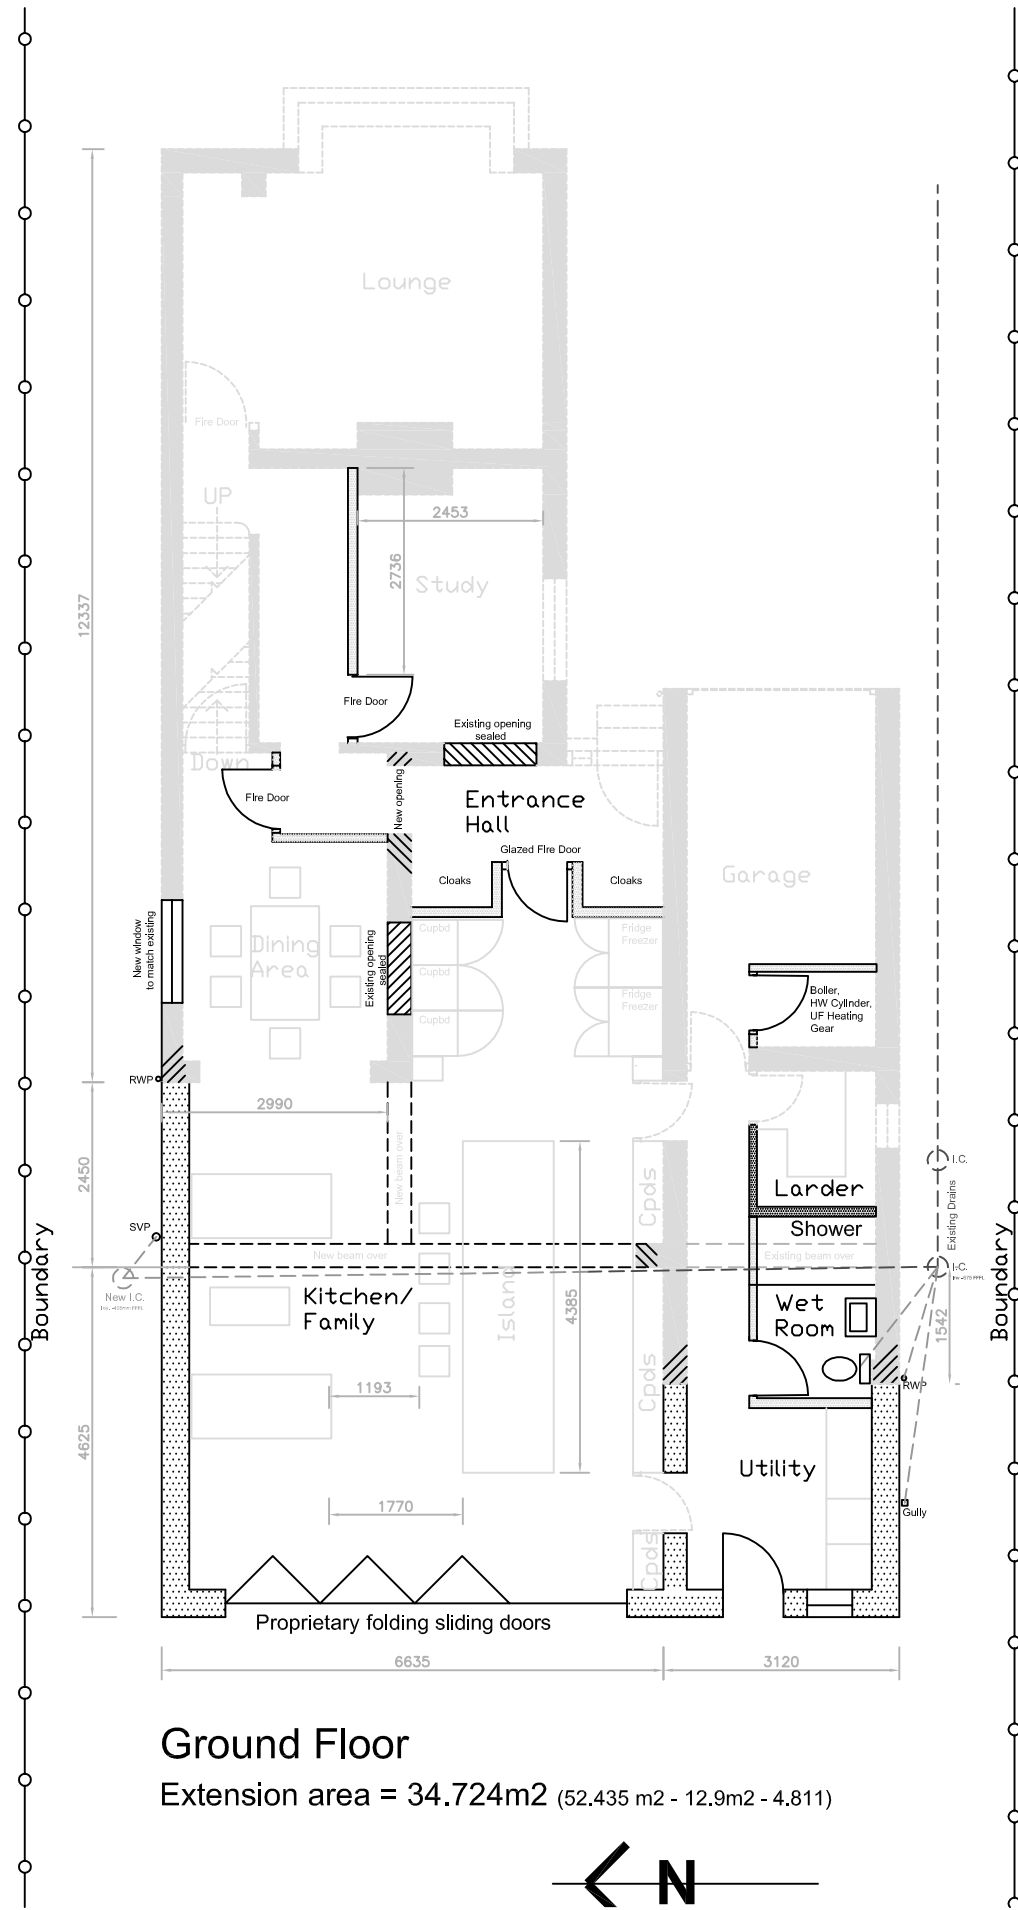 Lounge
Fire Door
UP
2453
2736
Study
12337
Fire Door
Existing opening
sealed
Down
Fire Door
New opening
Entrance
Hall
Glazed Fire Door
Cloaks
Cloaks
Garage
Cupbd
Fridge
Freezer
New window
to match existing
Dining
Area
Existing opening
sealed
Cupbd
Cupbd
Fridge
Freezer
Boiler,
HW Cylinder,
UF Heating
Gear
RWP
2990
2450
New beam over
Cpds
I.C.
Larder
Existing Drains
SVP
Shower
New beam over
Existing beam over
I.C.
New I.C.
Boundary
Kitchen/
Family
Island
4385
Wet
Room
1542
Boundary
1193
Cpds
RWP
4625
Utility
1770
Gully
Cpds
Proprietary folding sliding doors
6635
3120
Ground Floor
Extension area = 34.724m2 (52.435 m2 - 12.9m2 - 4.811)
N